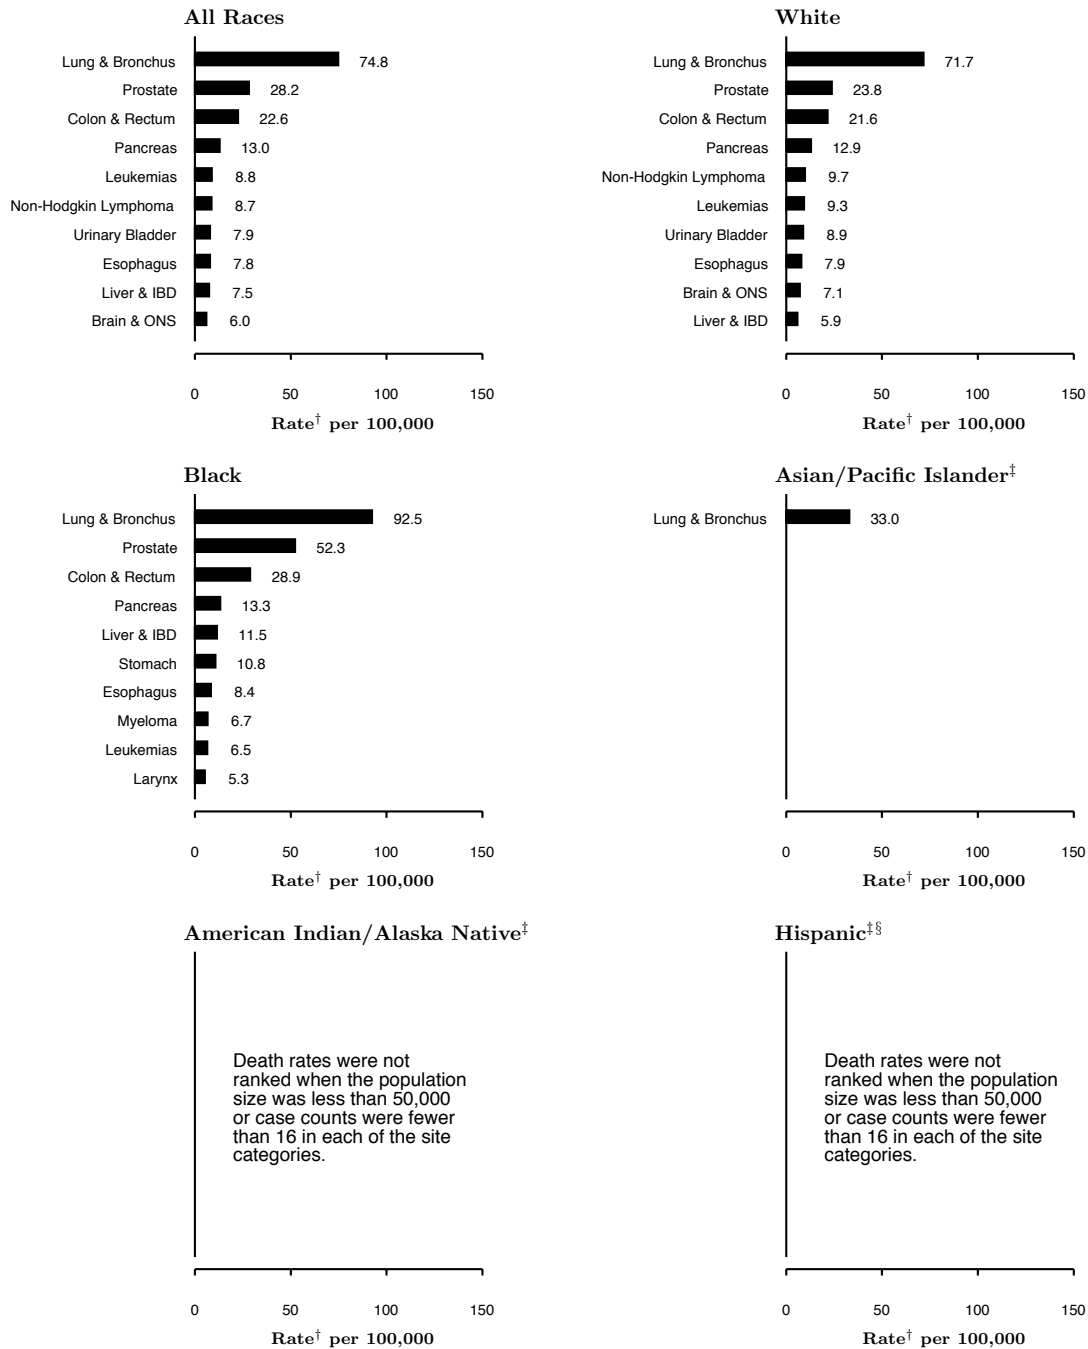 All Races
Lung & Bronchus 74.8
Prostate 28.2
Colon & Rectum 22.6
Pancreas 13.0
Leukemias 8.8
Non-Hodgkin Lymphoma 8.7
Urinary Bladder 7.9
Esophagus 7.8
Liver & IBD 7.5
Brain & ONS 6.0
0 50 100 150
Rate† per 100,000
White
Lung & Bronchus 71.7
Prostate 23.8
Colon & Rectum 21.6
Pancreas 12.9
Non-Hodgkin Lymphoma 9.7
Leukemias 9.3
Urinary Bladder 8.9
Esophagus 7.9
Brain & ONS 7.1
Liver & IBD 5.9
0 50 100 150
Rate† per 100,000
Black
Lung & Bronchus 92.5
Prostate 52.3
Colon & Rectum 28.9
Pancreas 13.3
Liver & IBD 11.5
Stomach 10.8
Esophagus 8.4
Myeloma 6.7
Leukemias 6.5
Larynx 5.3
0 50 100 150
Rate† per 100,000
Asian/Pacific Islander‡
Lung & Bronchus 33.0
0 50 100 150
Rate† per 100,000
American Indian/Alaska Native‡
Death rates were not
ranked when the population
size was less than 50,000
or case counts were fewer
than 16 in each of the site
categories.
0 50 100 150
Rate† per 100,000
Hispanic‡§
Death rates were not
ranked when the population
size was less than 50,000
or case counts were fewer
than 16 in each of the site
categories.
0 50 100 150
Rate† per 100,000